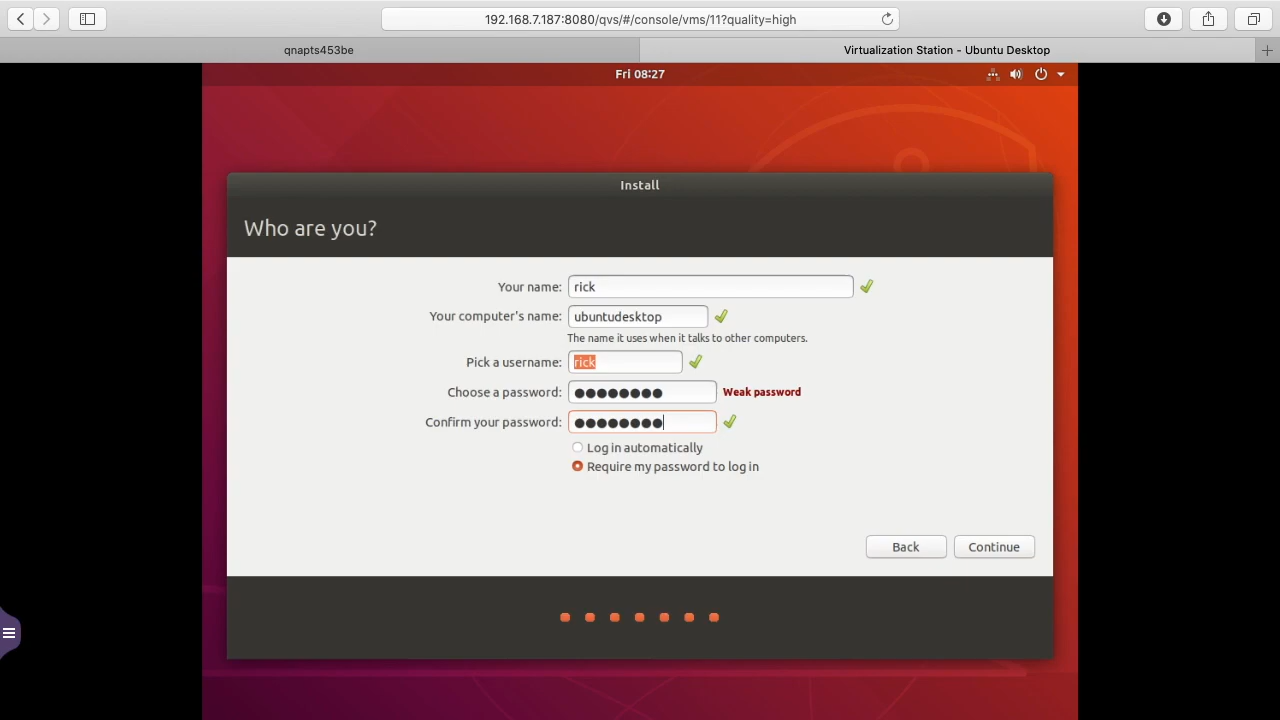 192.168.7.187:8080/qvs/#/console/vms/11?quality=high
qnapts453be
Virtualization Station - Ubuntu Desktop
Fri 08:27
Install
Who are you?
Your name: rick
Your computer's name: ubuntudesktop
The name it uses when it talks to other computers.
Pick a username: rick
Choose a password: ●●●●●●●● Weak password
Confirm your password: ●●●●●●●●
Log in automatically
Require my password to log in
Back Continue